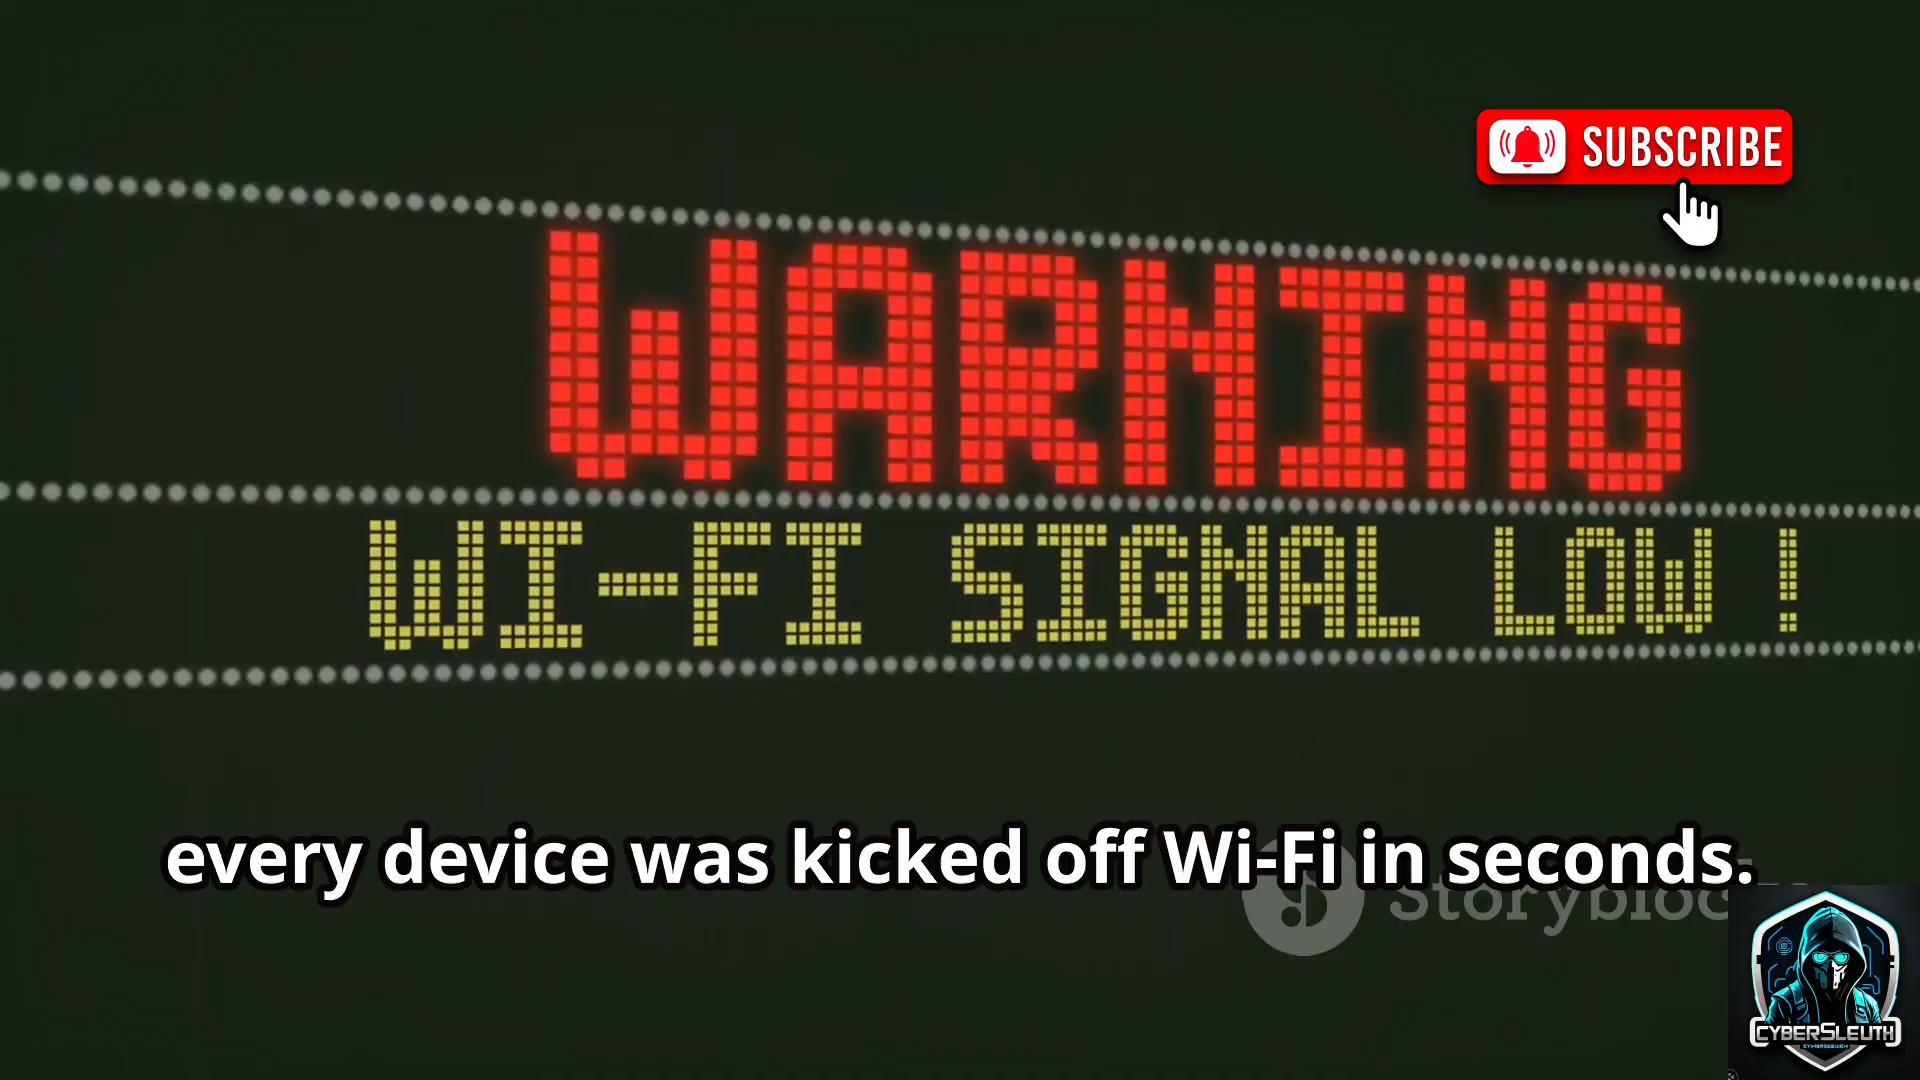 SUBSCRIBE
WARNING
WI-FI SIGNAL LOW!
every device was kicked off Wi-Fi in seconds.
CYBERSLEUTH